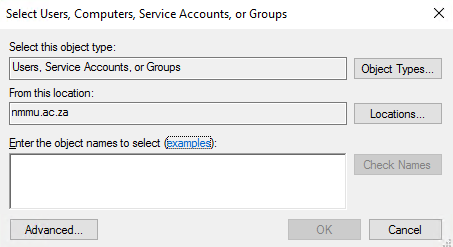 Select Users, Computers, Service Accounts, or Groups
Select this object type:
Users, Service Accounts, or Groups
Object Types...
From this location:
nmmu.ac.za
Locations...
Enter the object names to select (examples):
Check Names
Advanced...
OK
Cancel